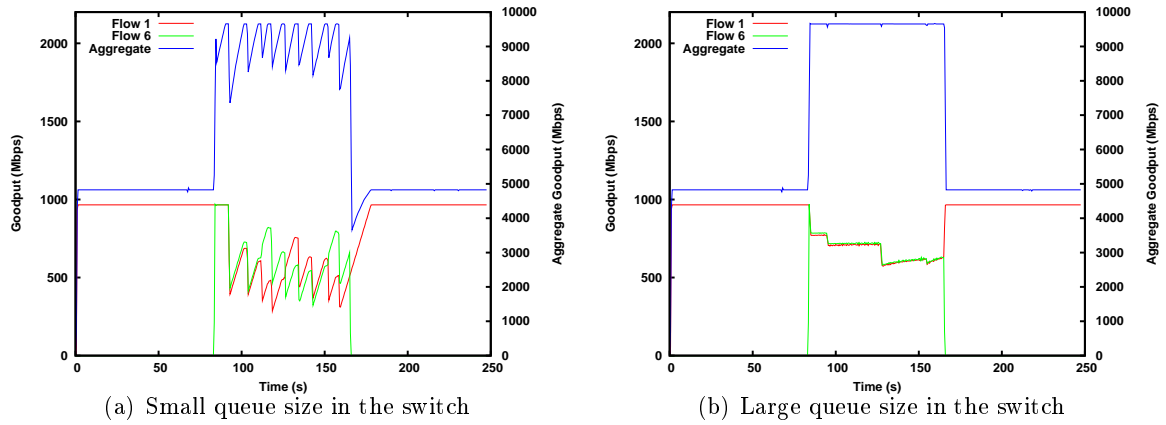 Flow 1
Flow 6
Aggregate
2000
1500
1000
500
0
Goodput (Mbps)
10000
9000
8000
7000
6000
5000
4000
3000
2000
1000
0
Aggregate Goodput (Mbps)
0 50 100 150 200 250
Time (s)
(a) Small queue size in the switch
Flow 1
Flow 6
Aggregate
2000
1500
1000
500
0
Goodput (Mbps)
10000
9000
8000
7000
6000
5000
4000
3000
2000
1000
0
Aggregate Goodput (Mbps)
0 50 100 150 200 250
Time (s)
(b) Large queue size in the switch